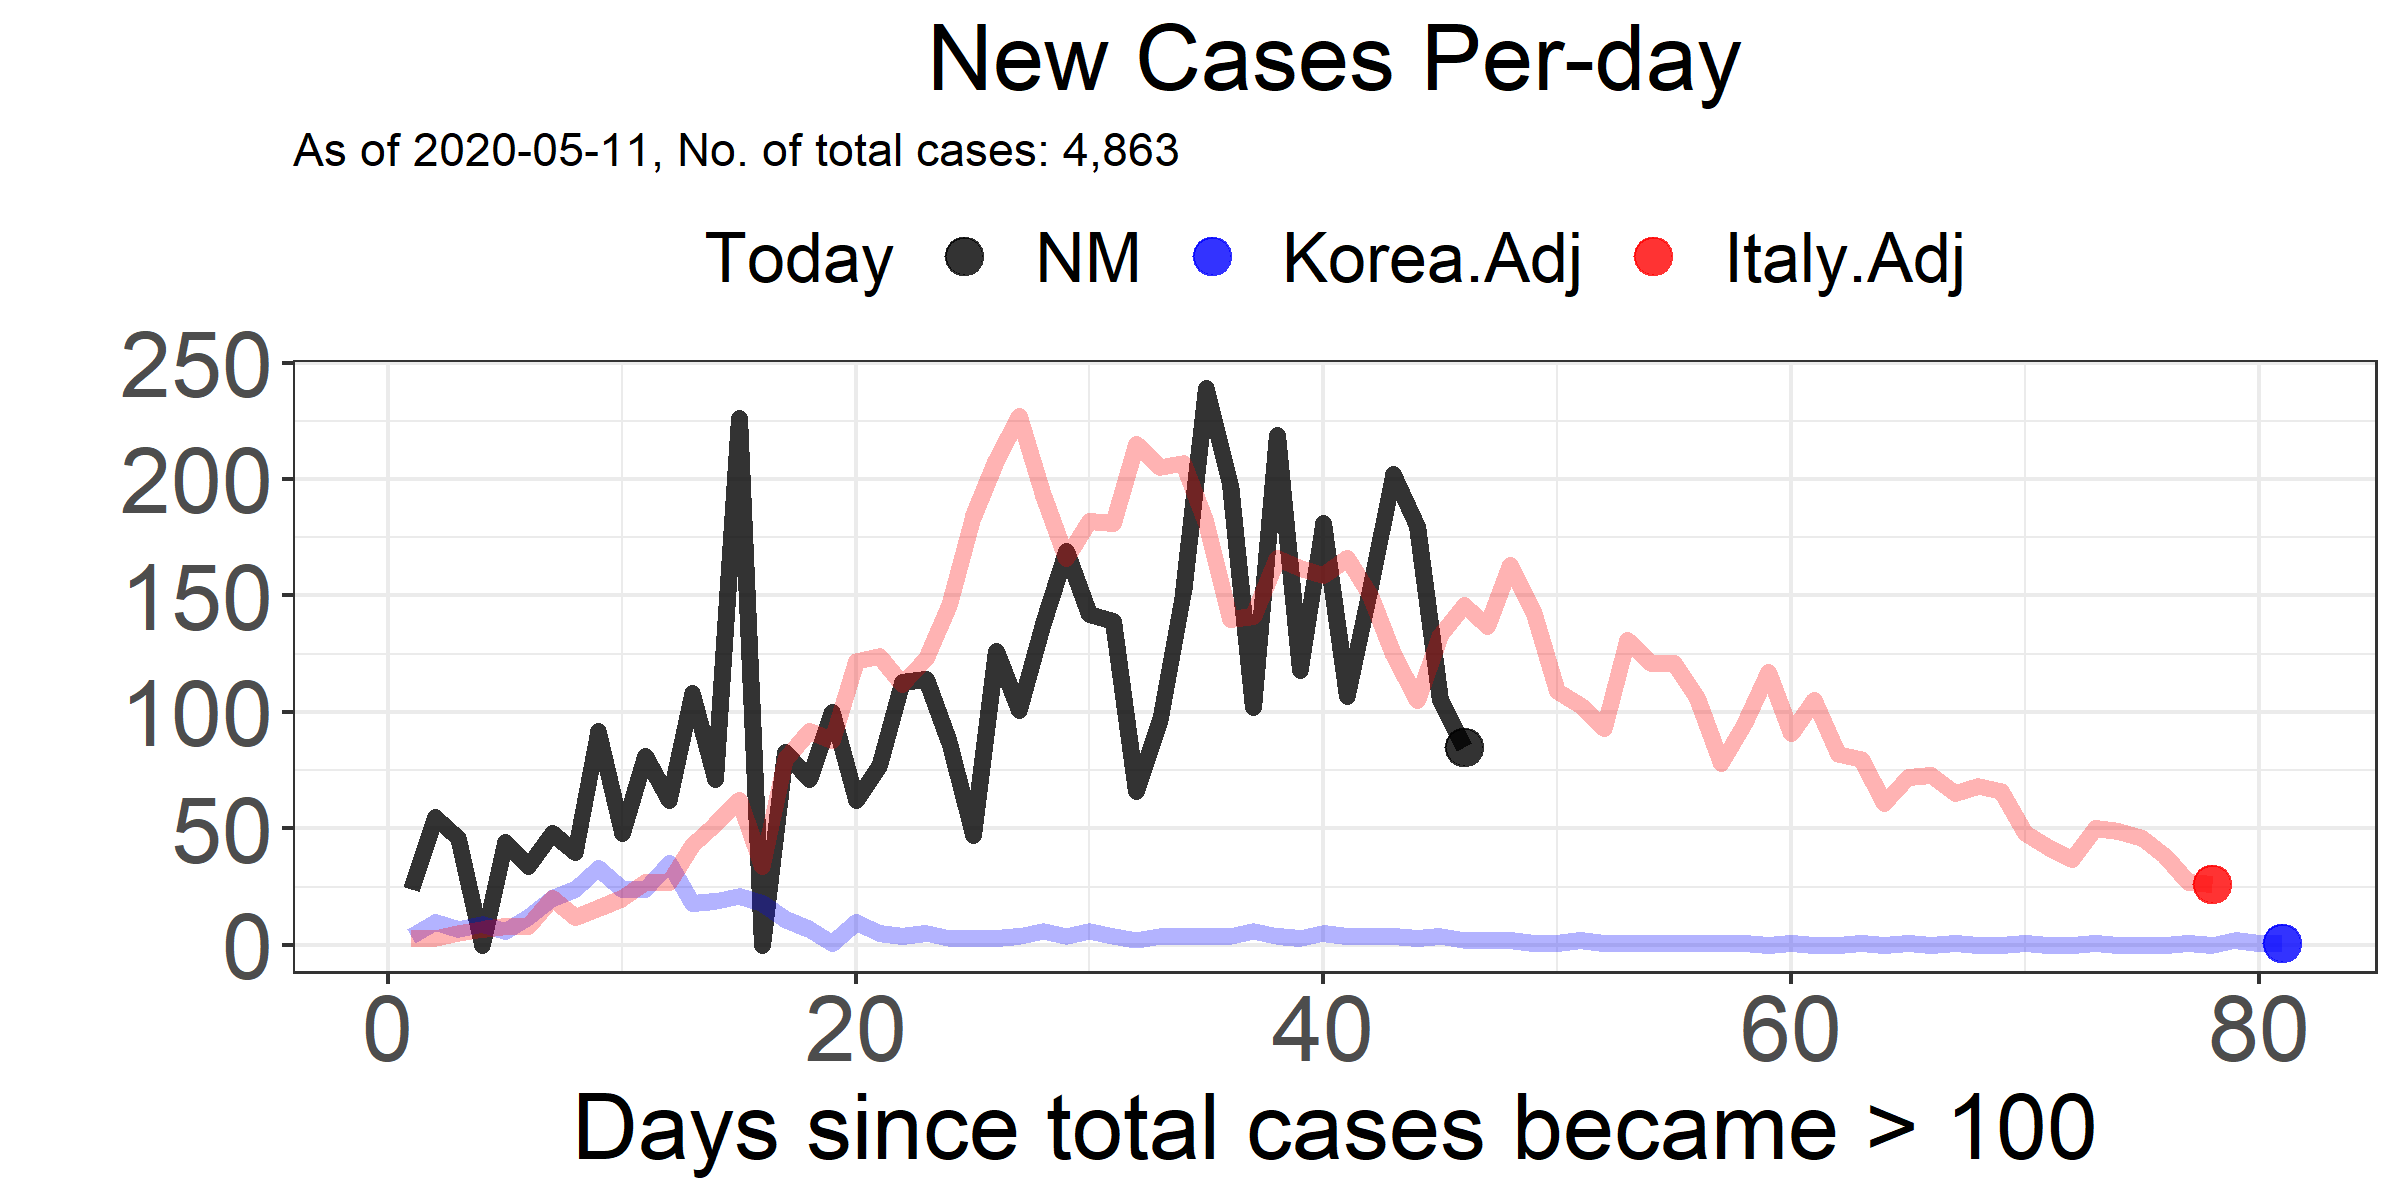 New Cases Per-day
As of 2020-05-11, No. of total cases: 4,863
Today NM Korea.Adj Italy.Adj
250
200
150
100
50
0
0 20 40 60 80
Days since total cases became > 100